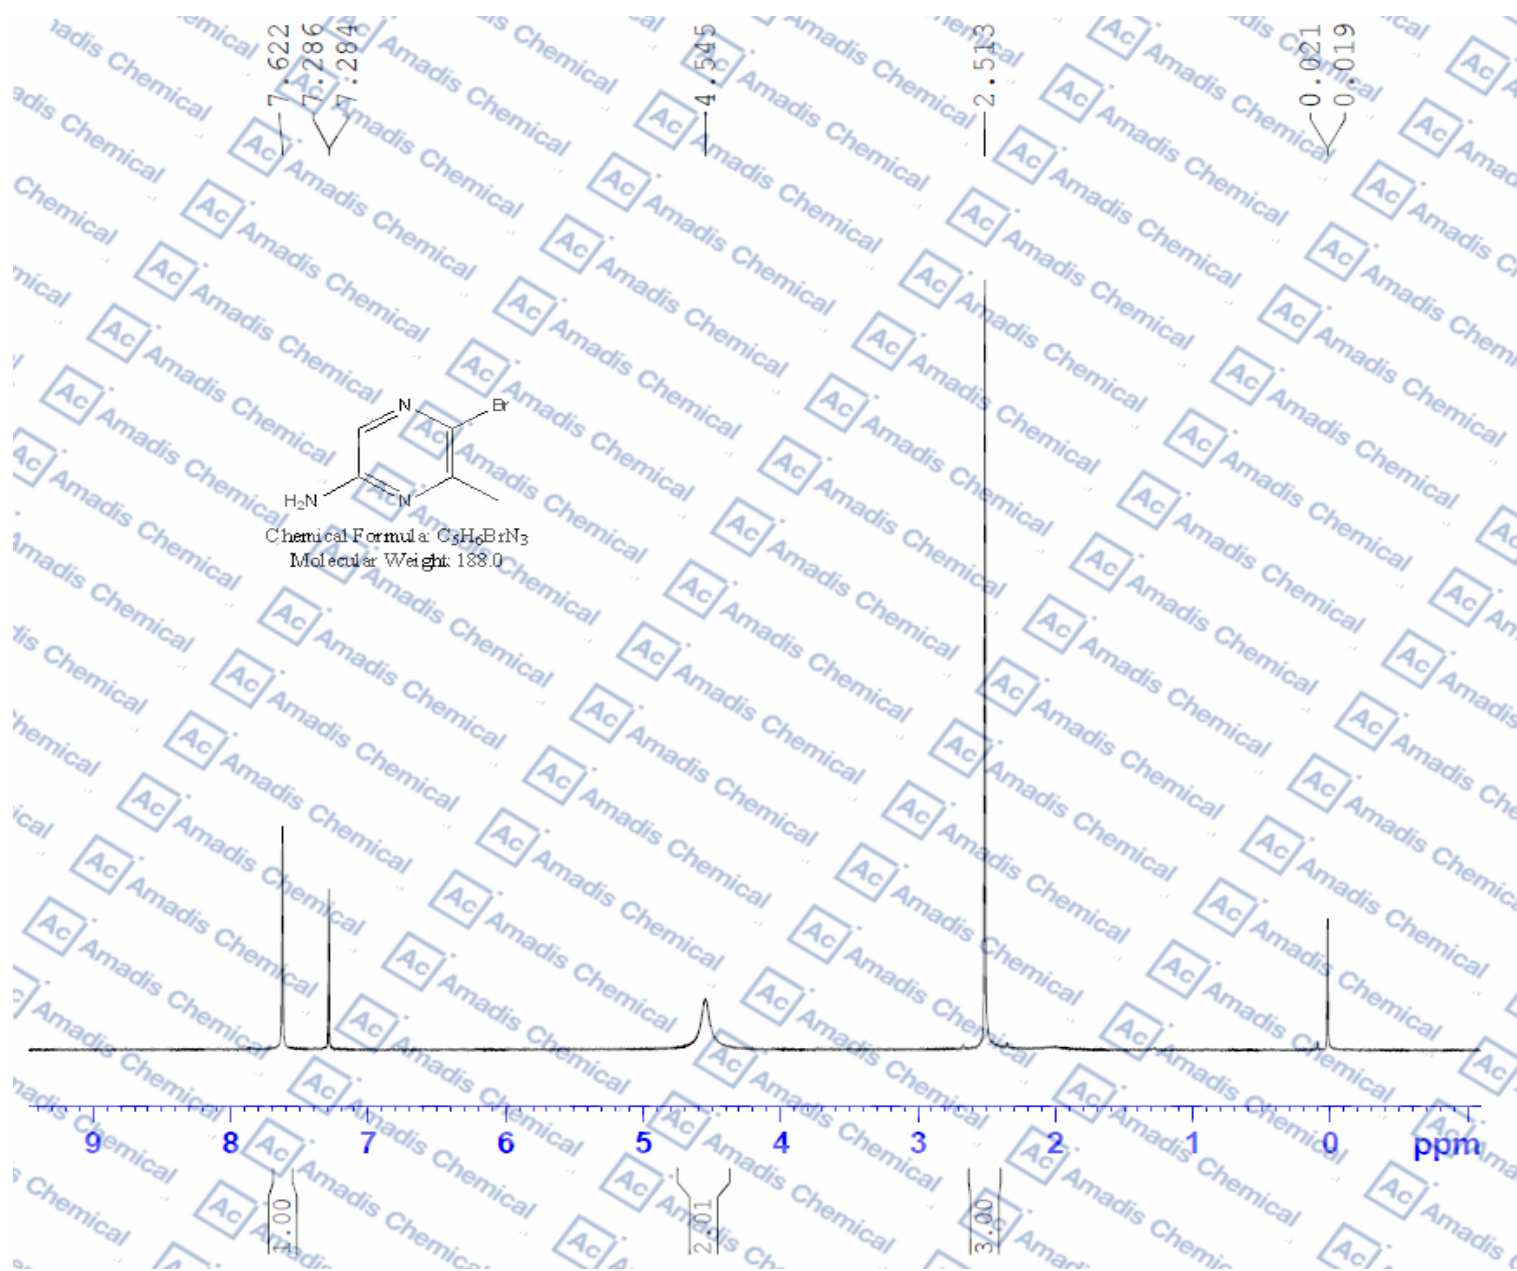 7.622
7.286
7.284
4.545
2.513
0.021
0.019
N
Br
H₂N
N
Chemical Formula: C₅H₆BrN₃
Molecular Weight: 188.0
9 8 7 6 5 4 3 2 1 0 ppm
1.00
2.01
3.00
Ac Amadis Chemical